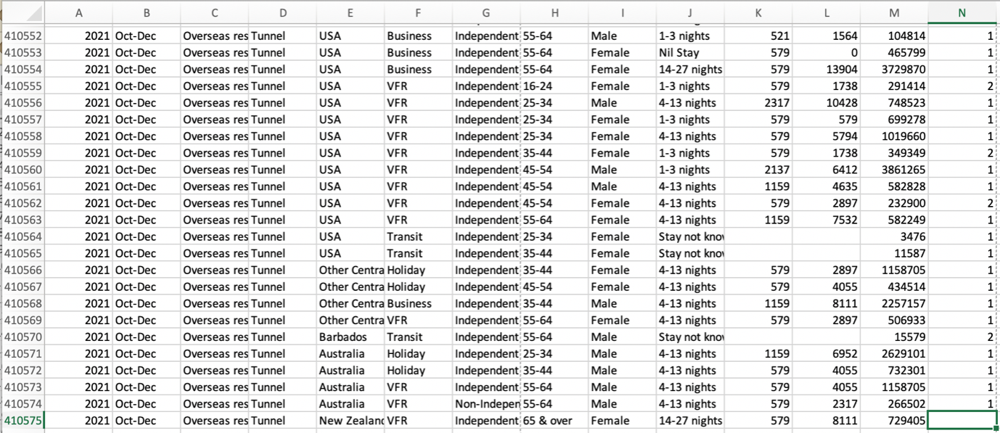 A B C D E F G H I J K L M N
410552 2021 Oct-Dec Overseas res Tunnel USA Business Independent 55-64 Male 1-3 nights 521 1564 104814 1
410553 2021 Oct-Dec Overseas res Tunnel USA Business Independent 55-64 Female Nil Stay 579 0 465799 1
410554 2021 Oct-Dec Overseas res Tunnel USA Business Independent 55-64 Female 14-27 nights 579 13904 3729870 1
410555 2021 Oct-Dec Overseas res Tunnel USA VFR Independent 16-24 Female 1-3 nights 579 1738 291414 2
410556 2021 Oct-Dec Overseas res Tunnel USA VFR Independent 25-34 Male 4-13 nights 2317 10428 748523 1
410557 2021 Oct-Dec Overseas res Tunnel USA VFR Independent 25-34 Female 1-3 nights 579 579 699278 1
410558 2021 Oct-Dec Overseas res Tunnel USA VFR Independent 25-34 Female 4-13 nights 579 5794 1019660 1
410559 2021 Oct-Dec Overseas res Tunnel USA VFR Independent 35-44 Female 1-3 nights 579 1738 349349 2
410560 2021 Oct-Dec Overseas res Tunnel USA VFR Independent 45-54 Male 1-3 nights 2137 6412 3861265 1
410561 2021 Oct-Dec Overseas res Tunnel USA VFR Independent 45-54 Male 4-13 nights 1159 4635 582828 1
410562 2021 Oct-Dec Overseas res Tunnel USA VFR Independent 45-54 Female 4-13 nights 579 2897 232900 2
410563 2021 Oct-Dec Overseas res Tunnel USA VFR Independent 55-64 Female 4-13 nights 1159 7532 582249 1
410564 2021 Oct-Dec Overseas res Tunnel USA Transit Independent 25-34 Female Stay not know 3476 1
410565 2021 Oct-Dec Overseas res Tunnel USA Transit Independent 35-44 Female Stay not know 11587 1
410566 2021 Oct-Dec Overseas res Tunnel Other Centra Holiday Independent 35-44 Female 4-13 nights 579 2897 1158705 1
410567 2021 Oct-Dec Overseas res Tunnel Other Centra Holiday Independent 45-54 Female 4-13 nights 579 4055 434514 1
410568 2021 Oct-Dec Overseas res Tunnel Other Centra Business Independent 35-44 Male 4-13 nights 1159 8111 2257157 1
410569 2021 Oct-Dec Overseas res Tunnel Other Centra VFR Independent 55-64 Female 4-13 nights 579 2897 506933 1
410570 2021 Oct-Dec Overseas res Tunnel Barbados Transit Independent 55-64 Male Stay not know 15579 2
410571 2021 Oct-Dec Overseas res Tunnel Australia Holiday Independent 25-34 Male 4-13 nights 1159 6952 2629101 1
410572 2021 Oct-Dec Overseas res Tunnel Australia Holiday Independent 35-44 Male 4-13 nights 579 4055 732301 1
410573 2021 Oct-Dec Overseas res Tunnel Australia VFR Independent 55-64 Male 4-13 nights 579 4055 1158705 1
410574 2021 Oct-Dec Overseas res Tunnel Australia VFR Non-Indepen 55-64 Male 4-13 nights 579 2317 266502 1
410575 2021 Oct-Dec Overseas res Tunnel New Zealand VFR Independent 65 & over Female 14-27 nights 579 8111 729405